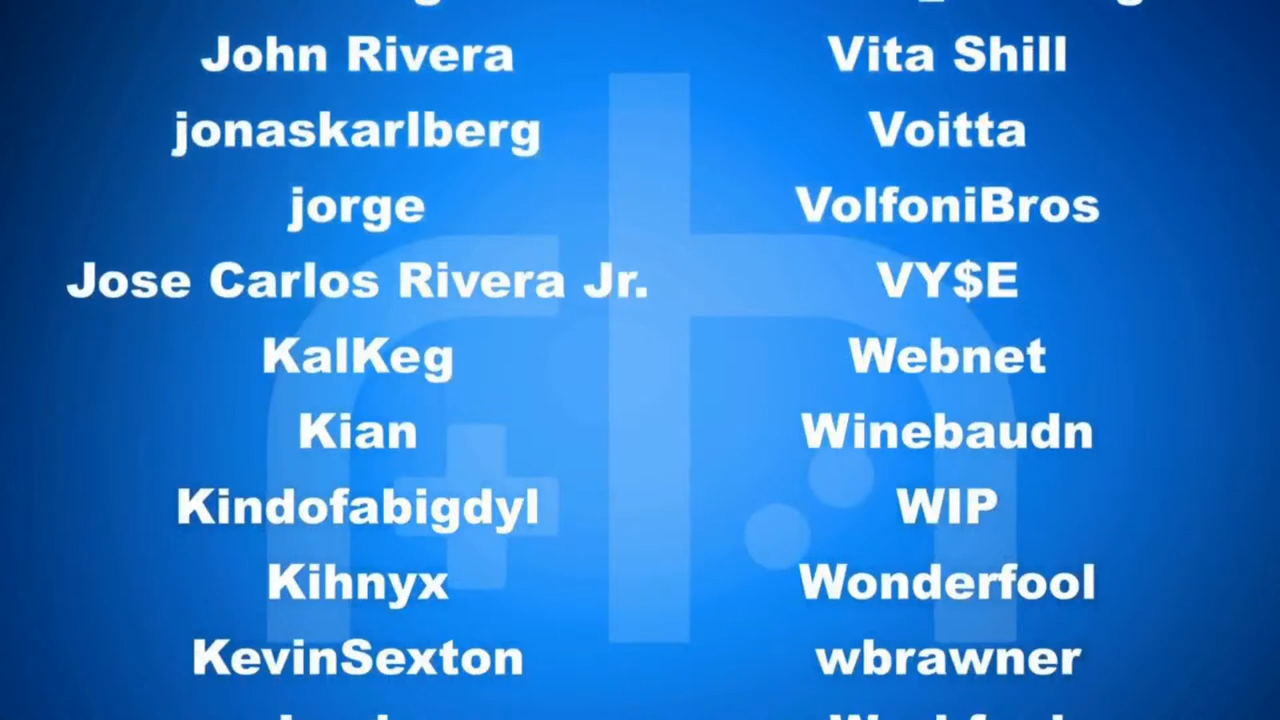 John Rivera
jonaskarlberg
jorge
Jose Carlos Rivera Jr.
KalKeg
Kian
Kindofabigdyl
Kihnyx
KevinSexton
Vita Shill
Voitta
VolfoniBros
VY$E
Webnet
Winebaudn
WIP
Wonderfool
wbrawner